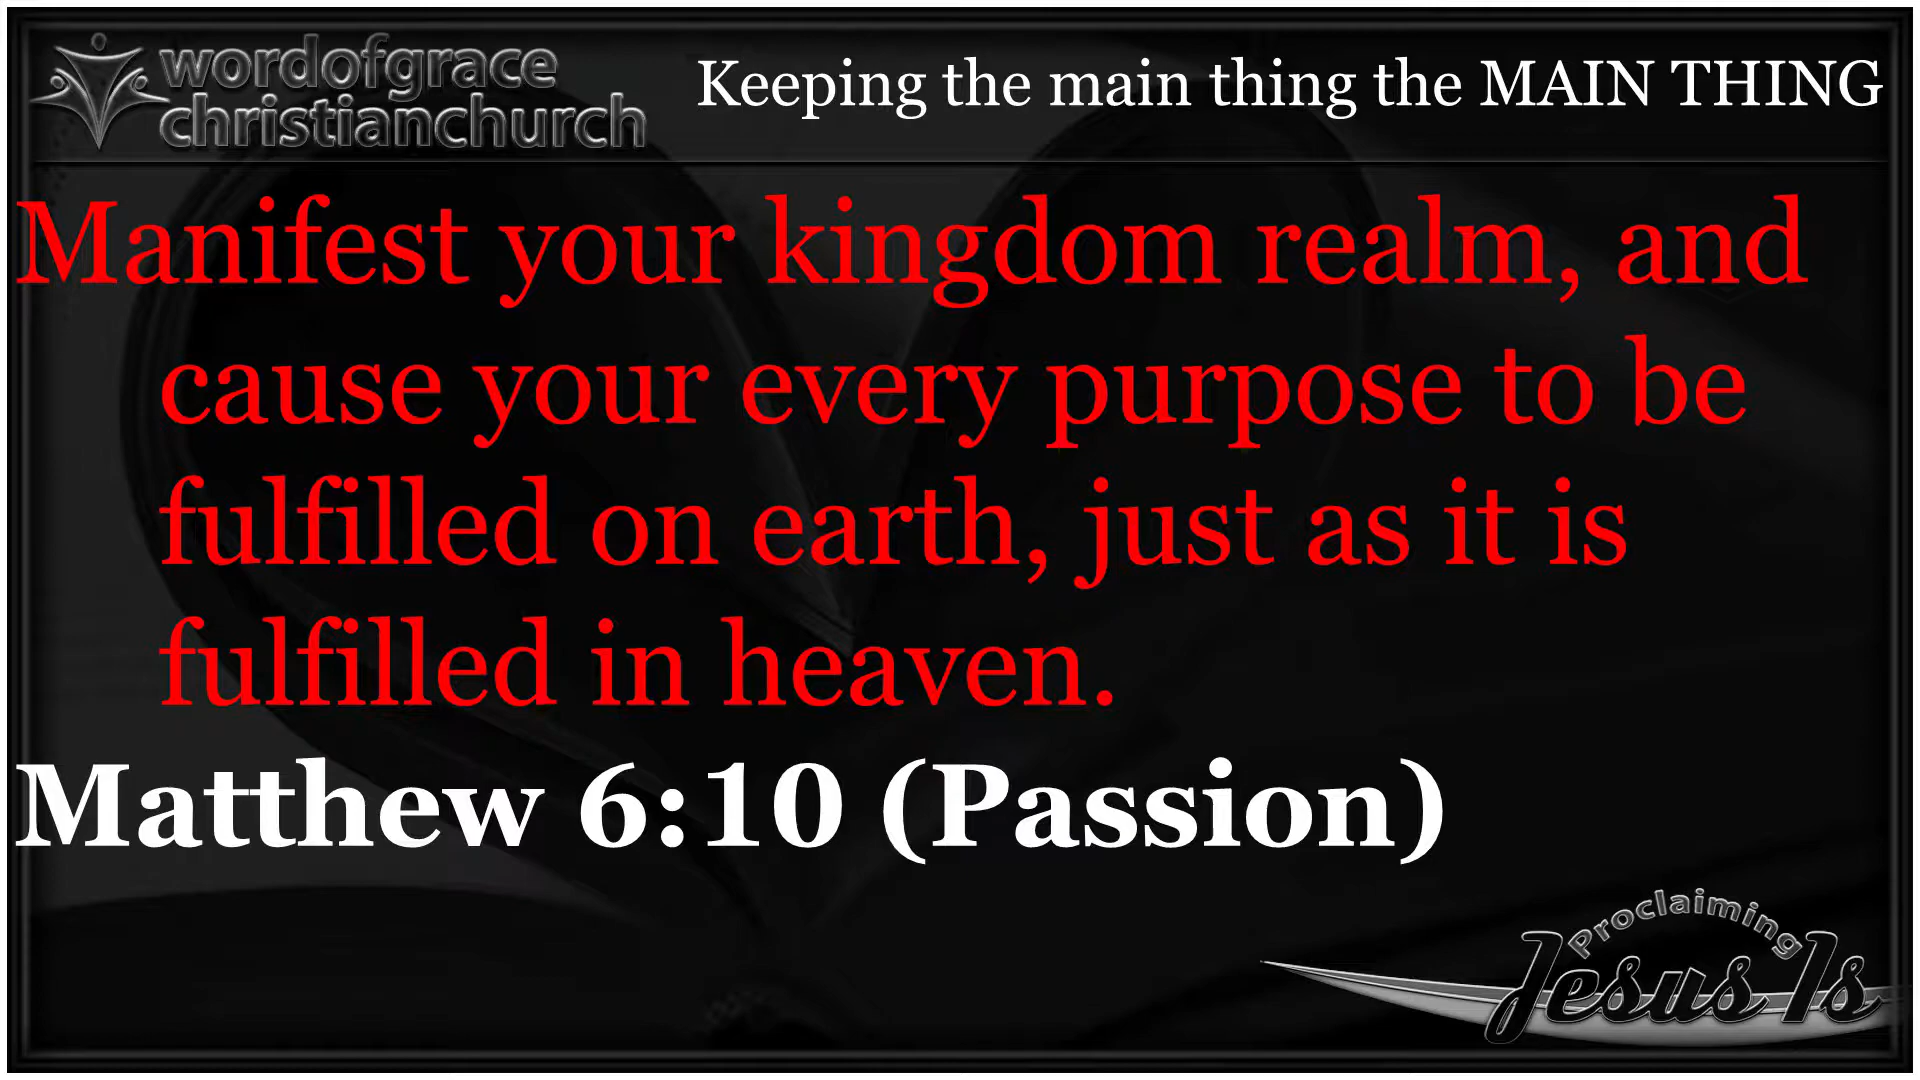 wordofgrace
christianchurch
Keeping the main thing the MAIN THING
Manifest your kingdom realm, and
cause your every purpose to be
fulfilled on earth, just as it is
fulfilled in heaven.
Matthew 6:10 (Passion)
Proclaiming
Jesus Is